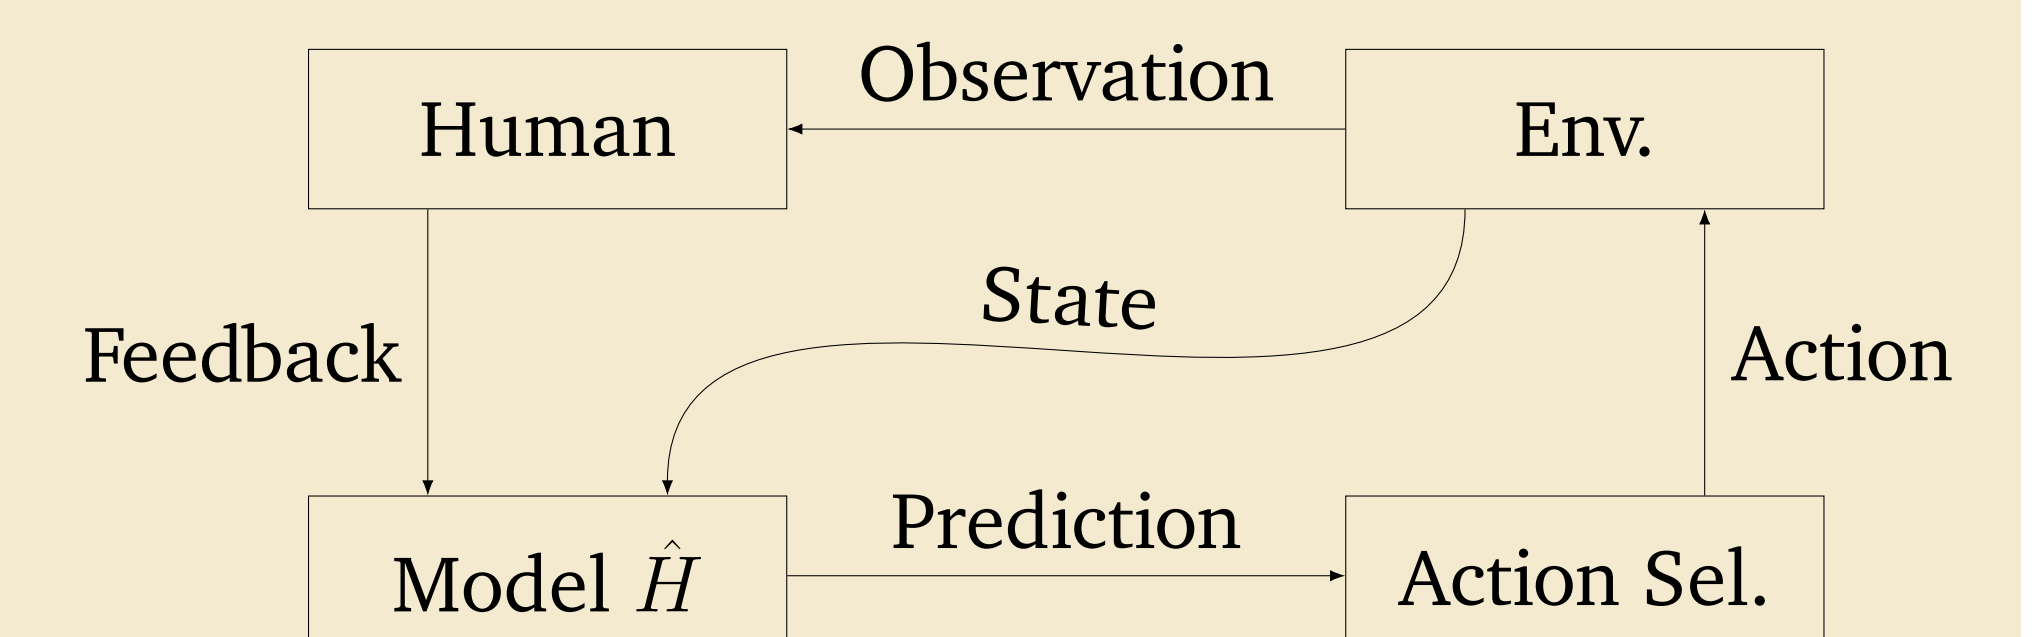 Observation
Human
Env.
State
Feedback
Action
Prediction
Model Ĥ
Action Sel.